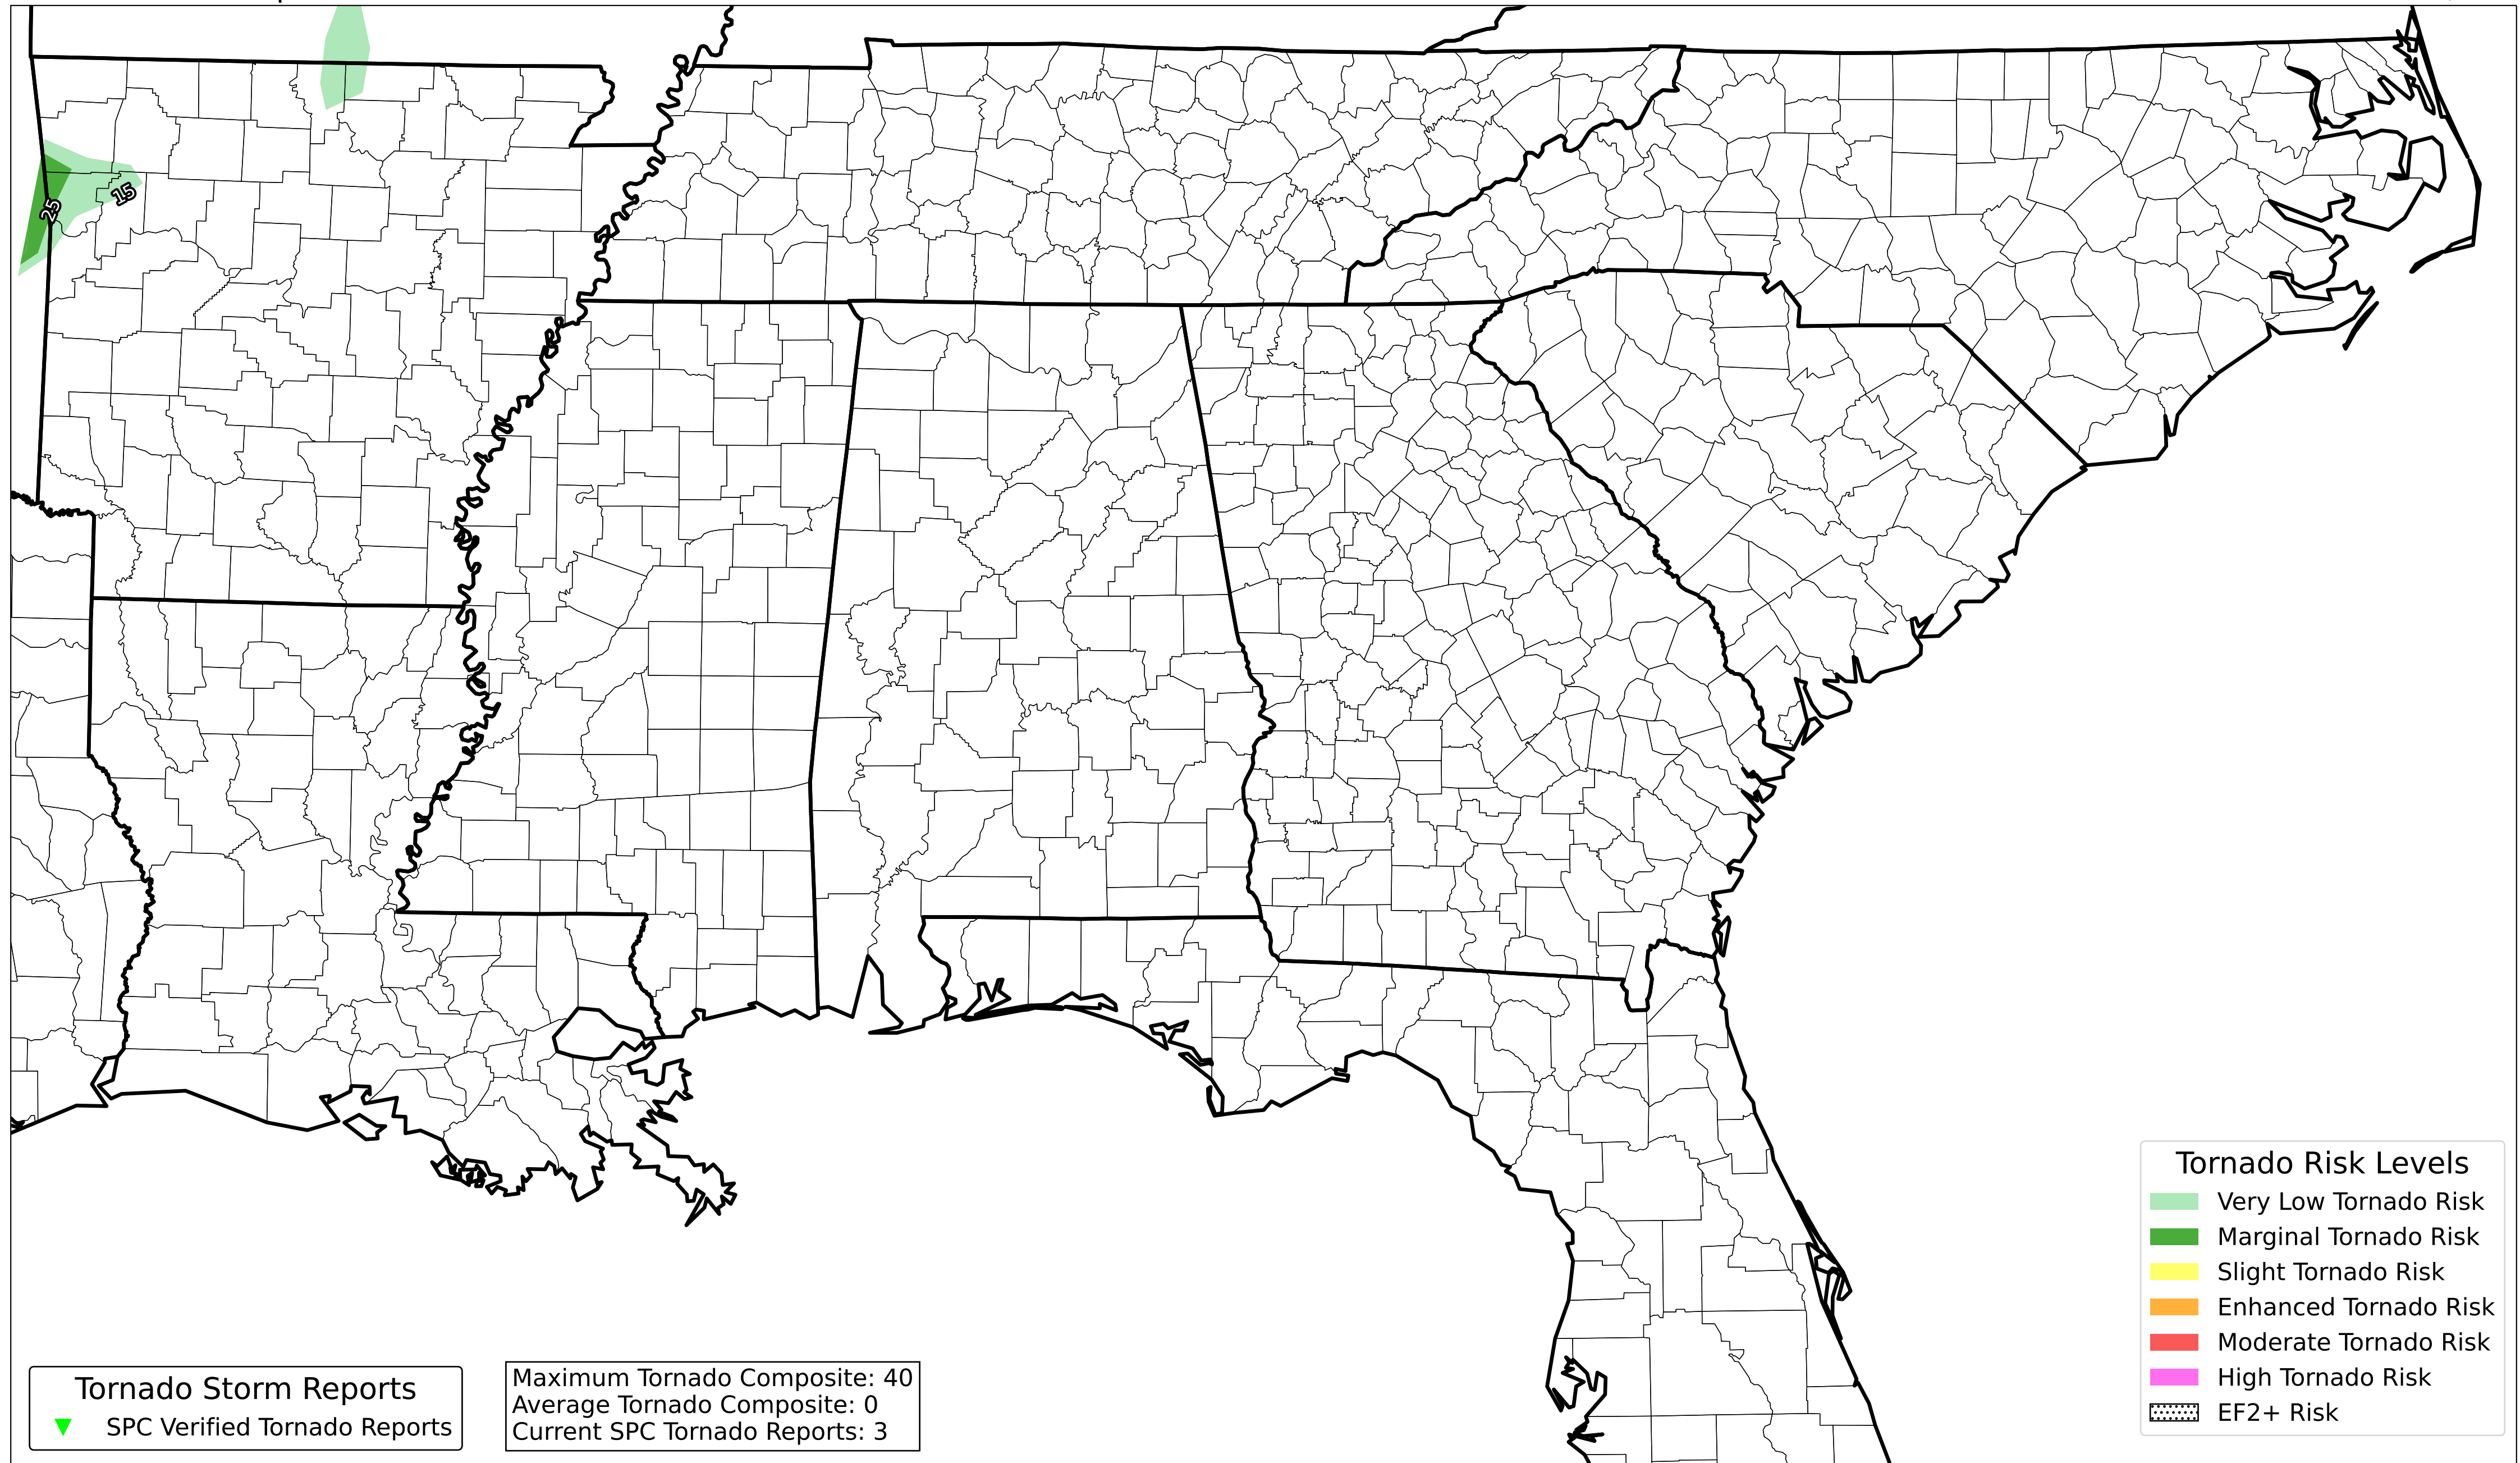 15
25
Tornado Risk Levels
Very Low Tornado Risk
Marginal Tornado Risk
Slight Tornado Risk
Enhanced Tornado Risk
Moderate Tornado Risk
High Tornado Risk
EF2+ Risk
Tornado Storm Reports
SPC Verified Tornado Reports
Maximum Tornado Composite: 40
Average Tornado Composite: 0
Current SPC Tornado Reports: 3